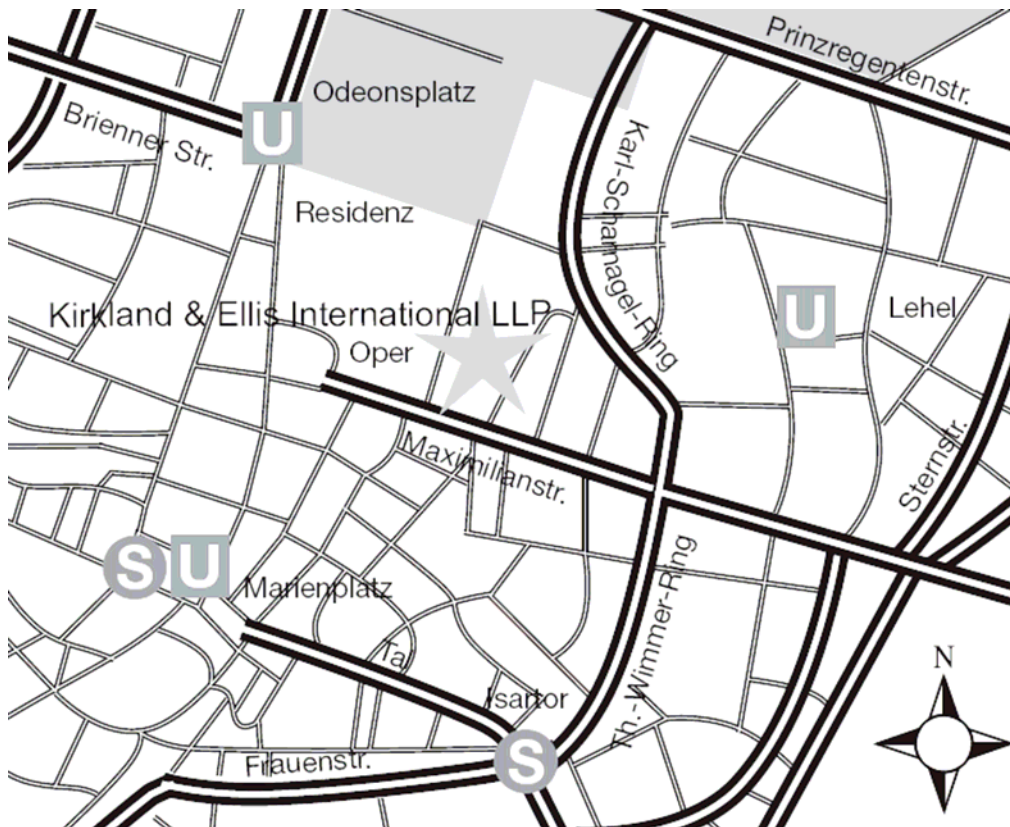 Prinzregentenstr.
Odeonsplatz
U
Brienner Str.
Karl-Scharnagel-Ring
Residenz
Kirkland & Ellis International LLP
U
Lehel
Oper
Maximilianstr.
Sternstr.
S
U
Marienplatz
Th.-Wimmer-Ring
Ta
N
Isartor
S
Frauenstr.